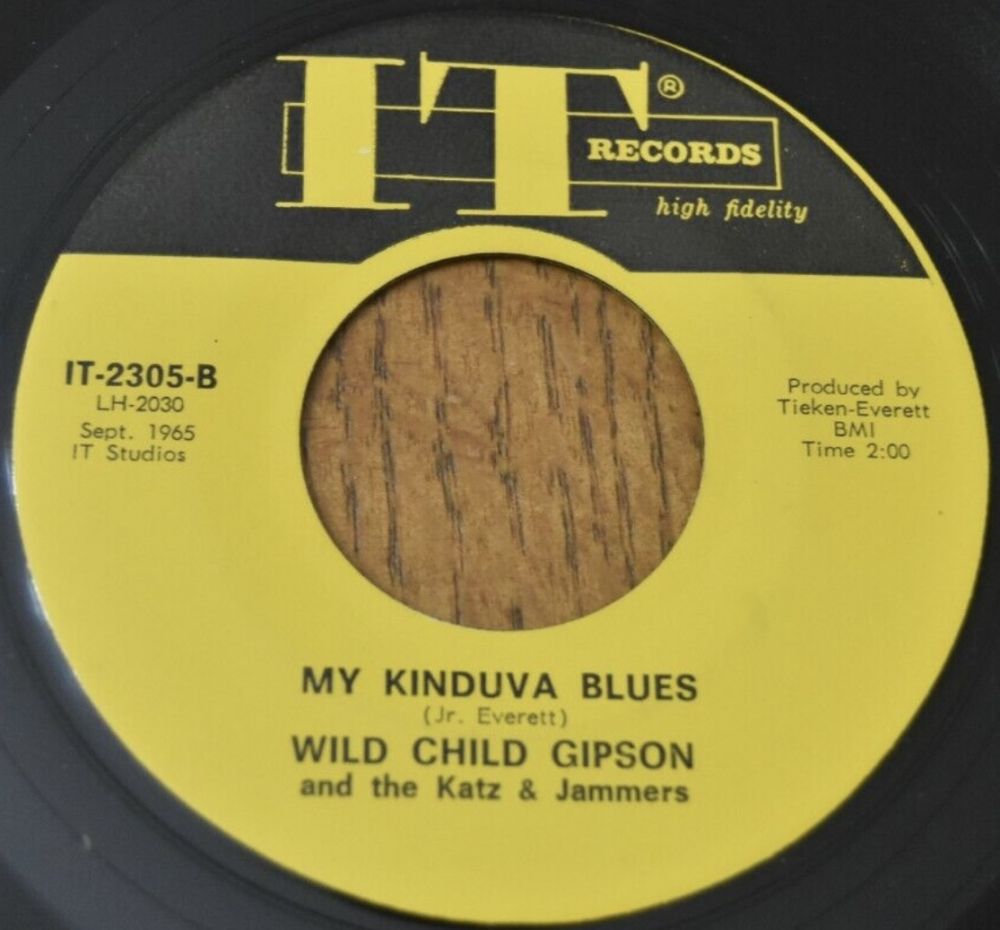 IT ®
RECORDS
high fidelity
IT-2305-B
LH-2030
Sept. 1965
IT Studios
Produced by
Tieken-Everett
BMI
Time 2:00
MY KINDUVA BLUES
(Jr. Everett)
WILD CHILD GIPSON
and the Katz & Jammers